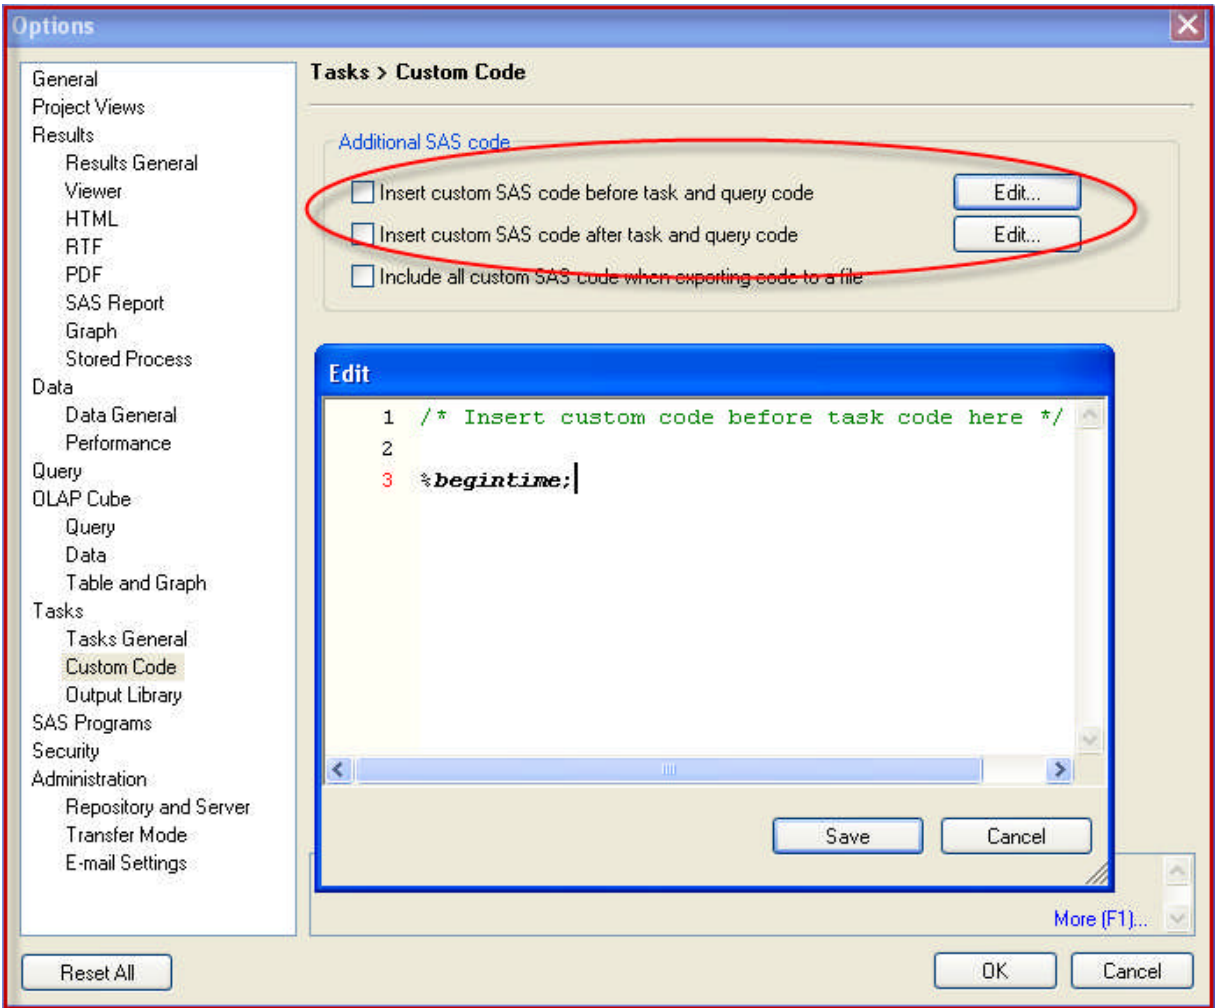 Options
General
Project Views
Results
Results General
Viewer
HTML
RTF
PDF
SAS Report
Graph
Stored Process
Data
Data General
Performance
Query
OLAP Cube
Query
Data
Table and Graph
Tasks
Tasks General
Custom Code
Output Library
SAS Programs
Security
Administration
Repository and Server
Transfer Mode
E-mail Settings
Tasks > Custom Code
Additional SAS code
Insert custom SAS code before task and query code
Edit...
Insert custom SAS code after task and query code
Edit...
Include all custom SAS code when exporting code to a file
Edit
1 /* Insert custom code before task code here */
2
3 %begintime;
Save
Cancel
More (F1)...
Reset All
OK
Cancel